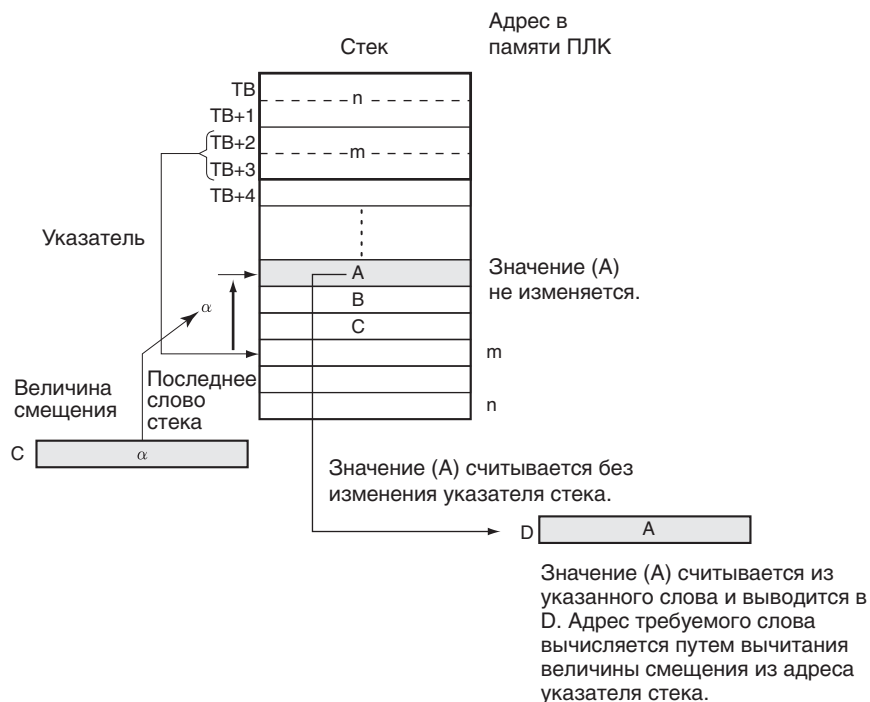 Адрес в
памяти ПЛК
Стек
TB
n
TB+1
TB+2
m
TB+3
TB+4
Указатель
A
Значение (A)
не изменяется.
B
α
C
m
Величина
смещения
Последнее
слово
стека
n
C
α
Значение (A) считывается без
изменения указателя стека.
D
A
Значение (A) считывается из
указанного слова и выводится в
D. Адрес требуемого слова
вычисляется путем вычитания
величины смещения из адреса
указателя стека.